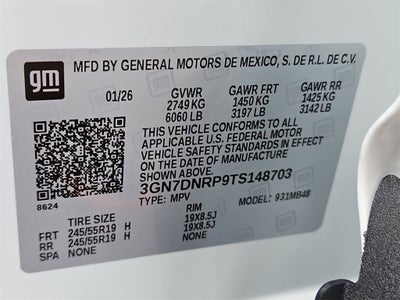 gm MFD BY GENERAL MOTORS DE MEXICO, S. DE R.L. DE C.V.
01/26 GVWR GAWR FRT GAWR RR
2749 KG 1450 KG 1425 KG
6060 LB 3197 LB 3142 LB
THIS VEHICLE CONFORMS TO ALL
APPLICABLE U.S. FEDERAL MOTOR
VEHICLE SAFETY STANDARDS IN EFFECT
ON THE DATE OF MANUFACTURE SHOWN ABOVE.
3GN7DNRP9TS148703
8624 TYPE: MPV MODEL: 931MB48
TIRE SIZE RIM
FRT 245/55R19 H 19X8.5J
RR 245/55R19 H 19X8.5J
SPA NONE NONE